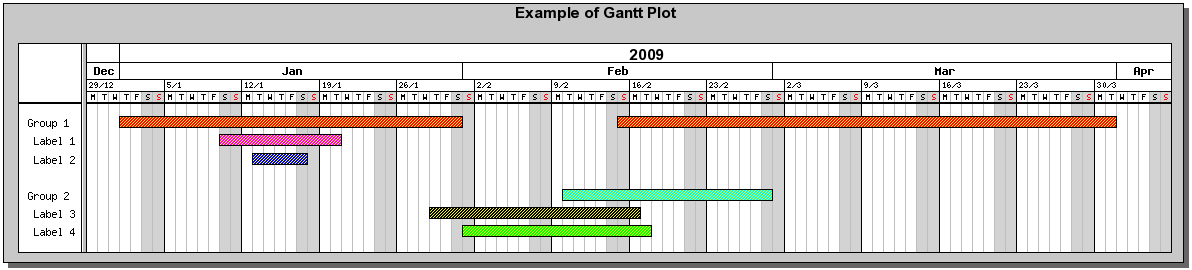 Example of Gantt Plot
2009
Dec Jan Feb Mar Apr
29/12 5/1 12/1 19/1 26/1 2/2 9/2 16/2 23/2 2/3 9/3 16/3 23/3 30/3
M T W T F S S M T W T F S S M T W T F S S M T W T F S S M T W T F S S M T W T F S S M T W T F S S M T W T F S S M T W T F S S M T W T F S S M T W T F S S M T W T F S S M T W T F S S M T W T F S S
Group 1
Label 1
Label 2
Group 2
Label 3
Label 4